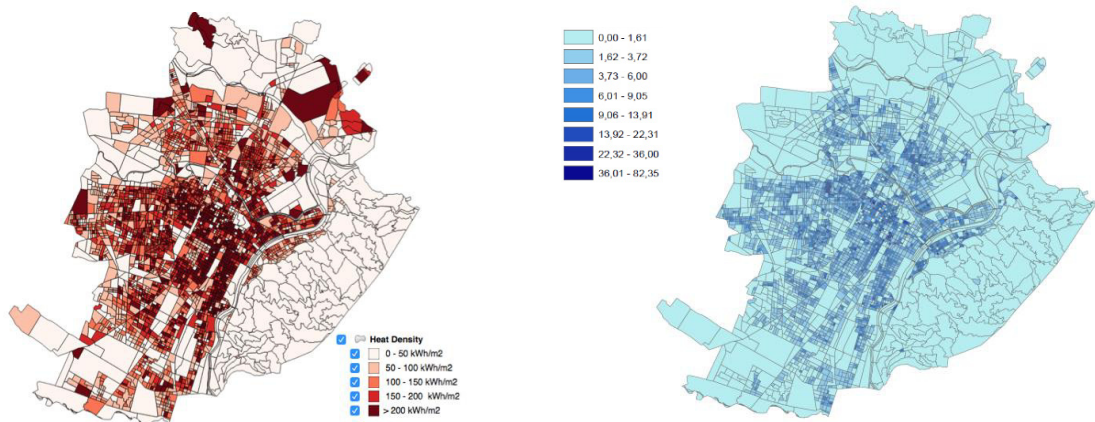 0,00 - 1,61
1,62 - 3,72
3,73 - 6,00
6,01 - 9,05
9,06 - 13,91
13,92 - 22,31
22,32 - 36,00
36,01 - 82,35
Heat Density
0 - 50 kWh/m2
50 - 100 kWh/m2
100 - 150 kWh/m2
150 - 200 kWh/m2
> 200 kWh/m2